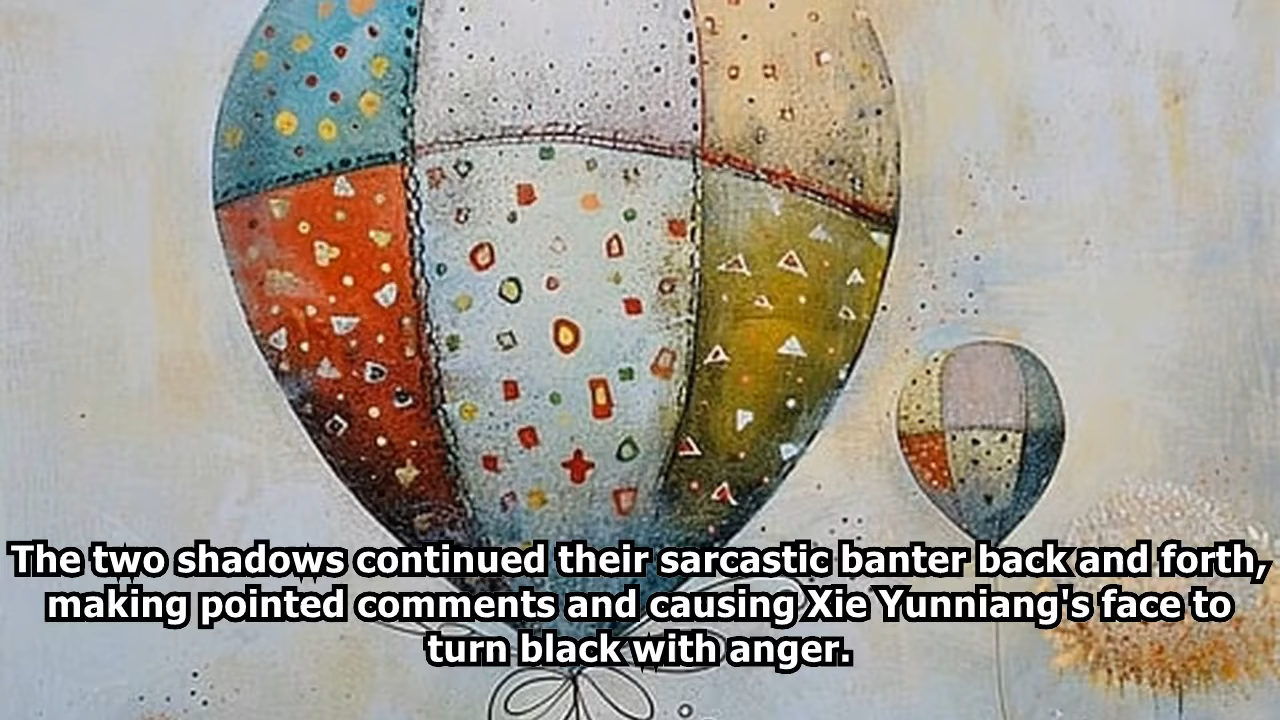 The two shadows continued their sarcastic banter back and forth,
making pointed comments and causing Xie Yunniang's face to
turn black with anger.